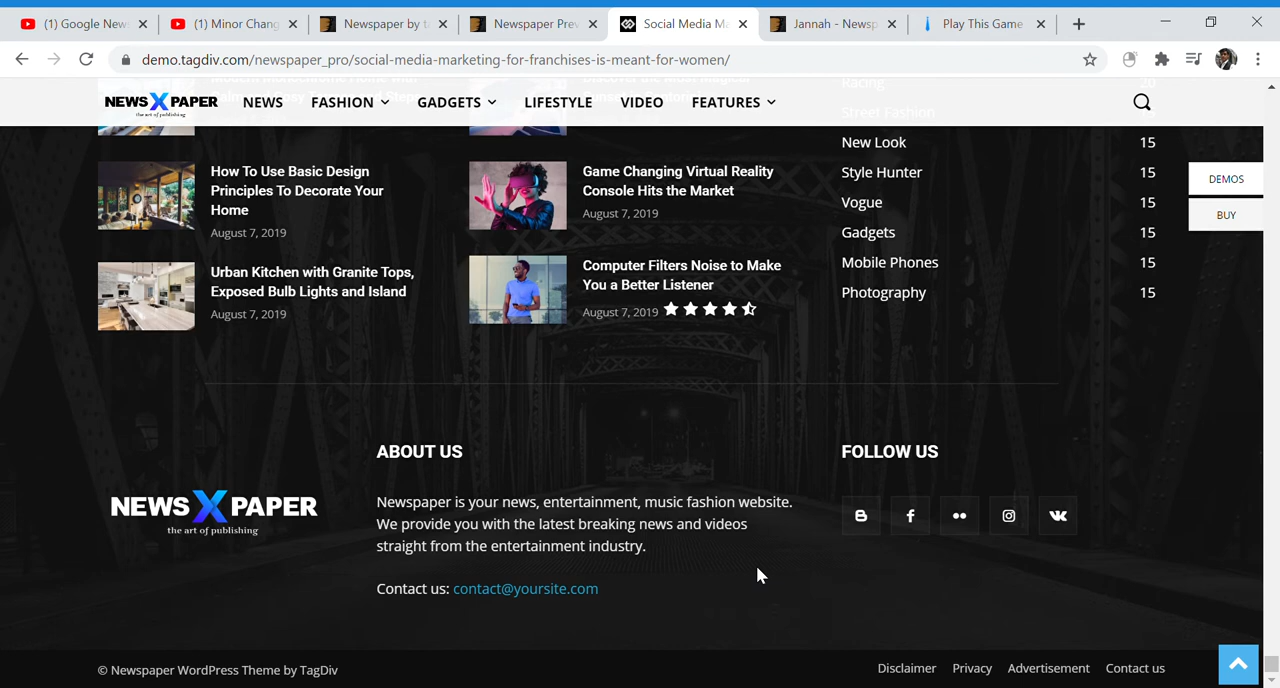 (1) Google News
(1) Minor Chang
Newspaper by ta
Newspaper Prev
Social Media Ma
Jannah - Newsp
Play This Game
demo.tagdiv.com/newspaper_pro/social-media-marketing-for-franchises-is-meant-for-women/
NEWS X PAPER
the art of publishing
NEWS
FASHION
GADGETS
LIFESTYLE
VIDEO
FEATURES
Racing
20
Street Fashion
New Look
15
Style Hunter
15
Vogue
15
Gadgets
15
Mobile Phones
15
Photography
15
DEMOS
BUY
How To Use Basic Design
Principles To Decorate Your
Home
August 7, 2019
Game Changing Virtual Reality
Console Hits the Market
August 7, 2019
Urban Kitchen with Granite Tops,
Exposed Bulb Lights and Island
August 7, 2019
Computer Filters Noise to Make
You a Better Listener
August 7, 2019
NEWS X PAPER
the art of publishing
ABOUT US
Newspaper is your news, entertainment, music fashion website.
We provide you with the latest breaking news and videos
straight from the entertainment industry.
Contact us: contact@yoursite.com
FOLLOW US
© Newspaper WordPress Theme by TagDiv
Disclaimer
Privacy
Advertisement
Contact us